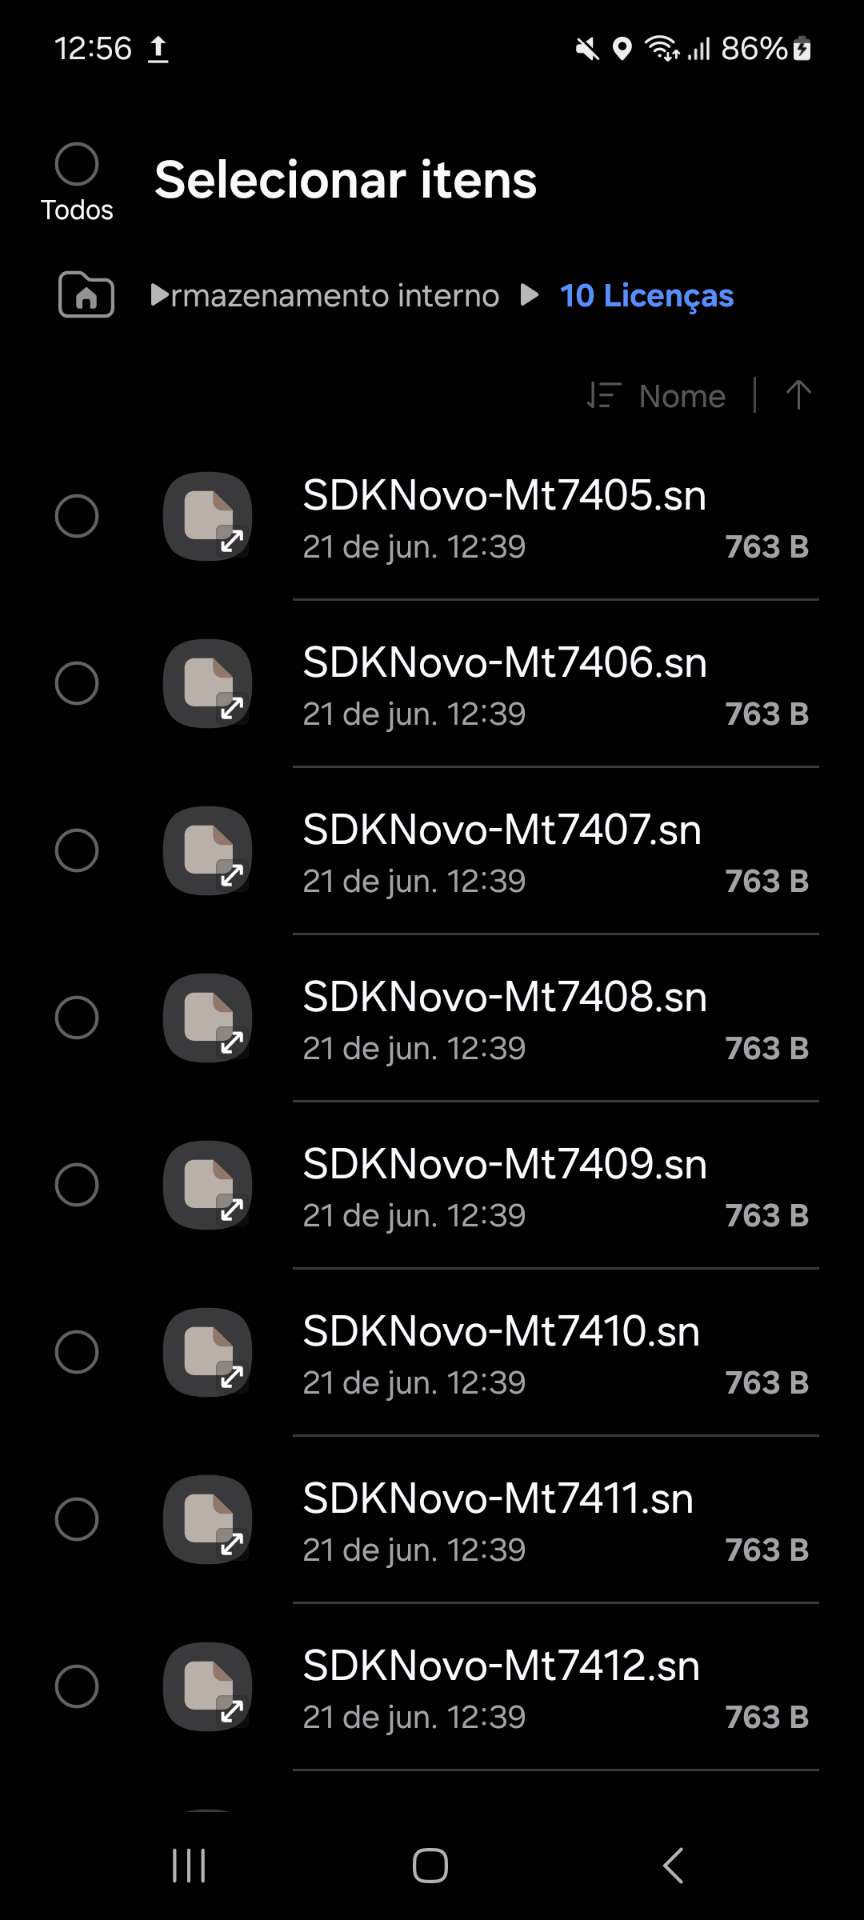 12:56 86%
Selecionar itens
Todos
rmazenamento interno 10 Licenças
Nome
SDKNovo-Mt7405.sn
21 de jun. 12:39 763 B
SDKNovo-Mt7406.sn
21 de jun. 12:39 763 B
SDKNovo-Mt7407.sn
21 de jun. 12:39 763 B
SDKNovo-Mt7408.sn
21 de jun. 12:39 763 B
SDKNovo-Mt7409.sn
21 de jun. 12:39 763 B
SDKNovo-Mt7410.sn
21 de jun. 12:39 763 B
SDKNovo-Mt7411.sn
21 de jun. 12:39 763 B
SDKNovo-Mt7412.sn
21 de jun. 12:39 763 B